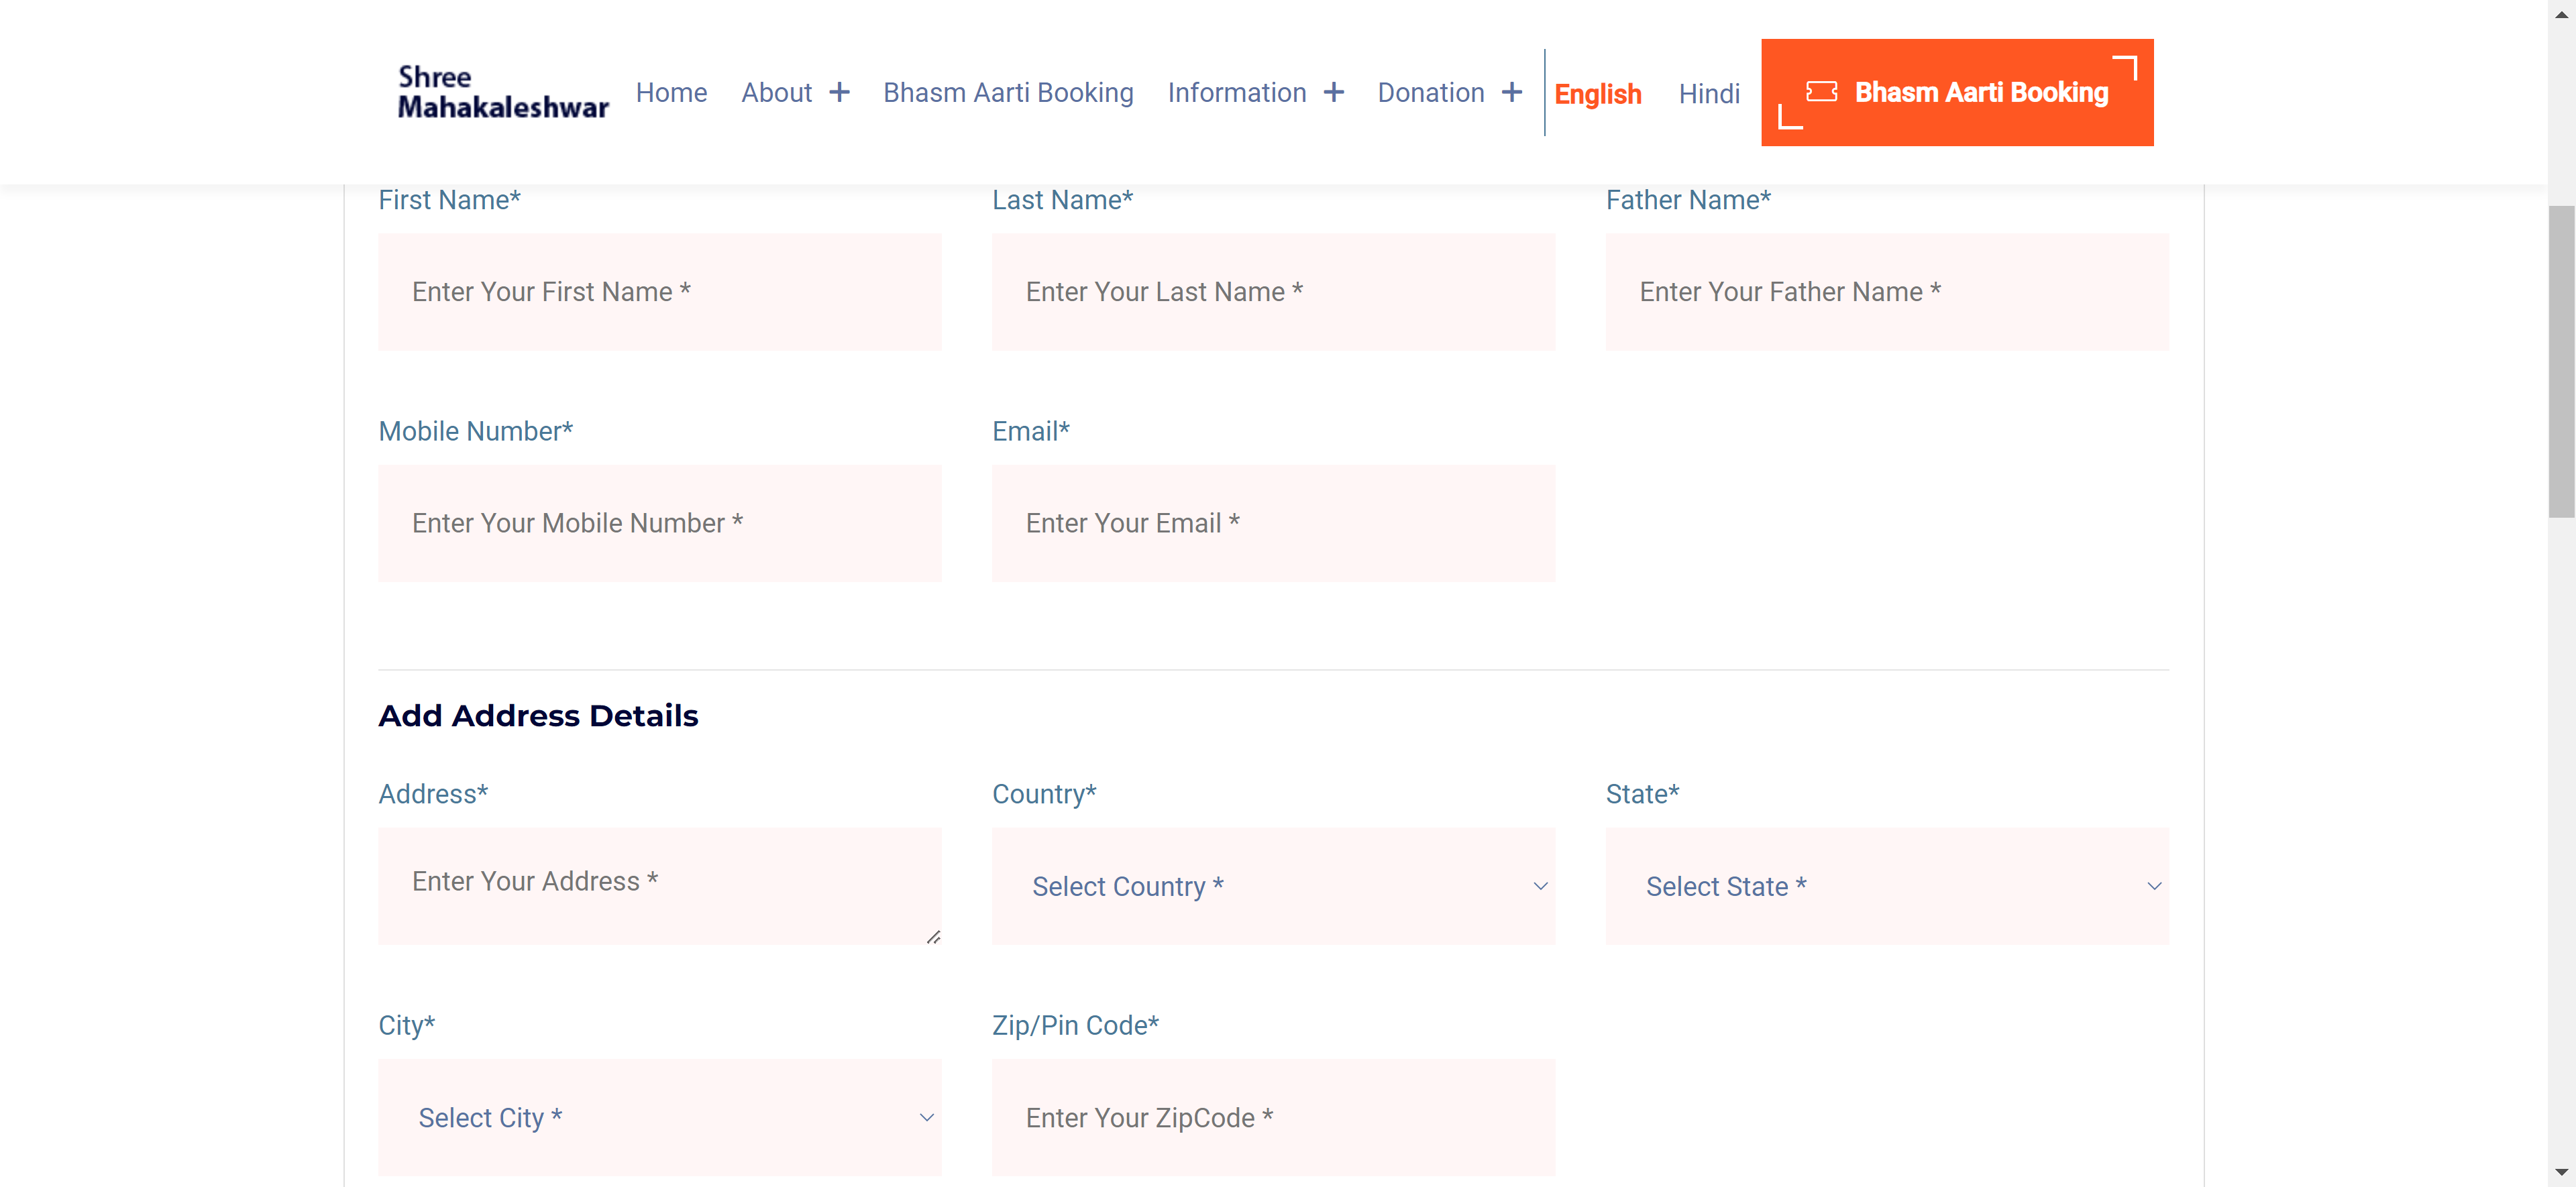 Shree
Mahakaleshwar
Home About + Bhasm Aarti Booking Information + Donation + English Hindi Bhasm Aarti Booking
First Name* Last Name* Father Name*
Enter Your First Name * Enter Your Last Name * Enter Your Father Name *
Mobile Number* Email*
Enter Your Mobile Number * Enter Your Email *
Add Address Details
Address* Country* State*
Enter Your Address * Select Country * Select State *
City* Zip/Pin Code*
Select City * Enter Your ZipCode *